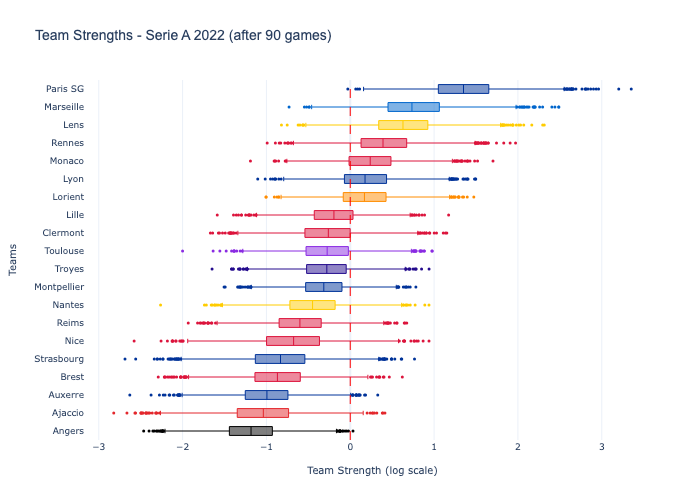 Team Strengths - Serie A 2022 (after 90 games)
Paris SG
Marseille
Lens
Rennes
Monaco
Lyon
Lorient
Lille
Clermont
Toulouse
Troyes
Montpellier
Nantes
Reims
Nice
Strasbourg
Brest
Auxerre
Ajaccio
Angers
Teams
−3 −2 −1 0 1 2 3
Team Strength (log scale)